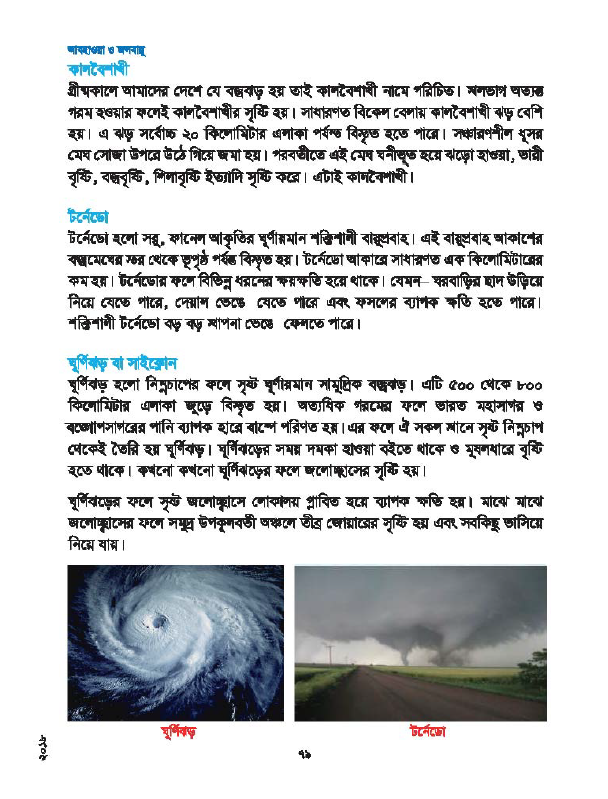 আবহাওয়া ও জলবায়ু
কালবৈশাখী
গ্রীষ্মকালে আমাদের দেশে যে বজ্রঝড় হয় তাই কালবৈশাখী নামে পরিচিত। স্থলভাগ অত্যন্ত
গরম হওয়ার ফলেই কালবৈশাখীর সৃষ্টি হয়। সাধারণত বিকেল বেলায় কালবৈশাখী ঝড় বেশি
হয়। এ ঝড় সর্বোচ্চ ২০ কিলোমিটার এলাকা পর্যন্ত বিস্তৃত হতে পারে। সঞ্চারণশীল ধূসর
মেঘ সোজা উপরে উঠে গিয়ে জমা হয়। পরবর্তীতে এই মেঘ ঘনীভূত হয়ে ঝড়ো হাওয়া, ভারী
বৃষ্টি, বজ্রবৃষ্টি, শিলাবৃষ্টি ইত্যাদি সৃষ্টি করে। এটাই কালবৈশাখী।
টর্নেডো
টর্নেডো হলো সরু, ফানেল আকৃতির ঘূর্ণায়মান শক্তিশালী বায়ুপ্রবাহ। এই বায়ুপ্রবাহ আকাশের
বজ্রমেঘের স্তর থেকে ভূপৃষ্ঠ পর্যন্ত বিস্তৃত হয়। টর্নেডো আকারে সাধারণত এক কিলোমিটারের
কম হয়। টর্নেডোর ফলে বিভিন্ন ধরনের ক্ষয়ক্ষতি হয়ে থাকে। যেমন– ঘরবাড়ির ছাদ উড়িয়ে
নিয়ে যেতে পারে, দেয়াল ভেঙে যেতে পারে এবং ফসলের ব্যাপক ক্ষতি হতে পারে।
শক্তিশালী টর্নেডো বড় বড় স্থাপনা ভেঙে ফেলতে পারে।
ঘূর্ণিঝড় বা সাইক্লোন
ঘূর্ণিঝড় হলো নিম্নচাপের ফলে সৃষ্ট ঘূর্ণায়মান সামুদ্রিক বজ্রঝড়। এটি ৫০০ থেকে ৮০০
কিলোমিটার এলাকা জুড়ে বিস্তৃত হয়। অত্যধিক গরমের ফলে ভারত মহাসাগর ও
বঙ্গোপসাগরের পানি ব্যাপক হারে বাষ্পে পরিণত হয়। এর ফলে ঐ সকল স্থানে সৃষ্ট নিম্নচাপ
থেকেই তৈরি হয় ঘূর্ণিঝড়। ঘূর্ণিঝড়ের সময় দমকা হাওয়া বইতে থাকে ও মুষলধারে বৃষ্টি
হতে থাকে। কখনো কখনো ঘূর্ণিঝড়ের ফলে জলোচ্ছ্বাসের সৃষ্টি হয়।
ঘূর্ণিঝড়ের ফলে সৃষ্ট জলোচ্ছ্বাসে লোকালয় প্লাবিত হয়ে ব্যাপক ক্ষতি হয়। মাঝে মাঝে
জলোচ্ছ্বাসের ফলে সমুদ্র উপকূলবর্তী অঞ্চলে তীব্র জোয়ারের সৃষ্টি হয় এবং সবকিছু ভাসিয়ে
নিয়ে যায়।
ঘূর্ণিঝড়
টর্নেডো
২০১৮
৭৯